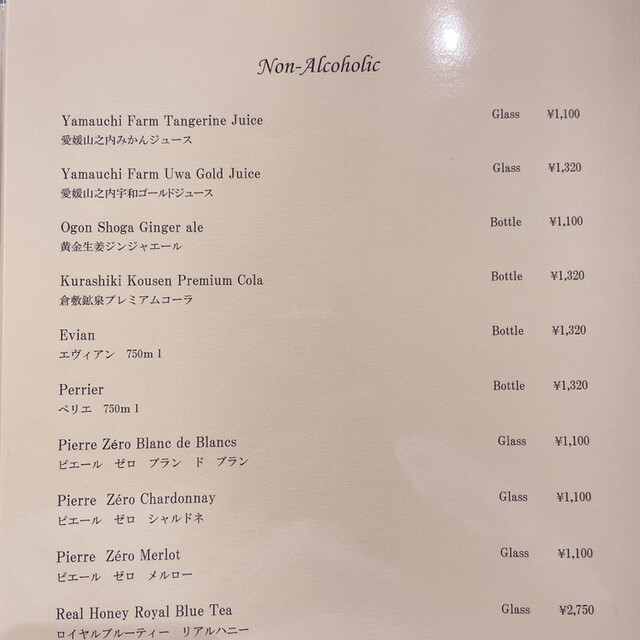 Non-Alcoholic
Yamauchi Farm Tangerine Juice Glass ¥1,100
愛媛山之内みかんジュース
Yamauchi Farm Uwa Gold Juice Glass ¥1,320
愛媛山之内宇和ゴールドジュース
Ogon Shoga Ginger ale Bottle ¥1,100
黄金生姜ジンジャエール
Kurashiki Kousen Premium Cola Bottle ¥1,320
倉敷鉱泉プレミアムコーラ
Evian Bottle ¥1,320
エヴィアン 750ml
Perrier Bottle ¥1,320
ペリエ 750ml
Pierre Zéro Blanc de Blancs Glass ¥1,100
ピエール ゼロ ブラン ド ブラン
Pierre Zéro Chardonnay Glass ¥1,100
ピエール ゼロ シャルドネ
Pierre Zéro Merlot Glass ¥1,100
ピエール ゼロ メルロー
Real Honey Royal Blue Tea Glass ¥2,750
ロイヤルブルーティー リアルハニー